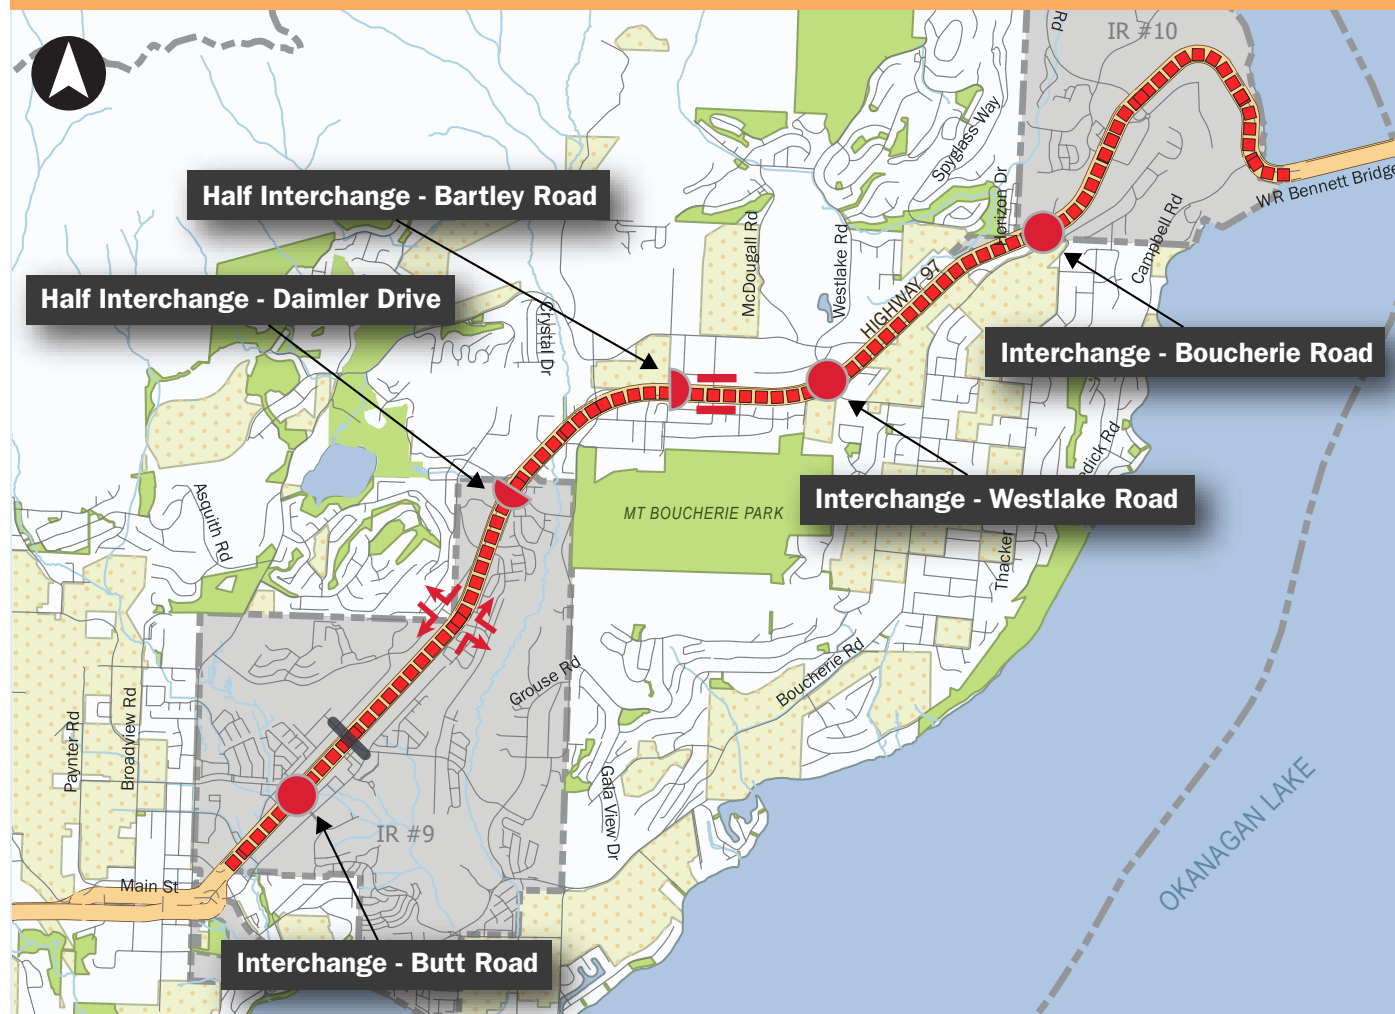 Rd
IR #10
Spyglass Way
WR Bennett Bridge
Half Interchange - Bartley Road
Horizon Dr
Campbell Rd
McDougall Rd
Westlake Rd
HIGHWAY 97
Half Interchange - Daimler Drive
Crystal Dr
Interchange - Boucherie Road
edick Rd
Interchange - Westlake Road
MT BOUCHERIE PARK
Asquith Rd
Thacker
Grouse Rd
Boucherie Rd
Paynter Rd
Broadview Rd
Gala View Dr
IR #9
OKANAGAN LAKE
Main St
Interchange - Butt Road